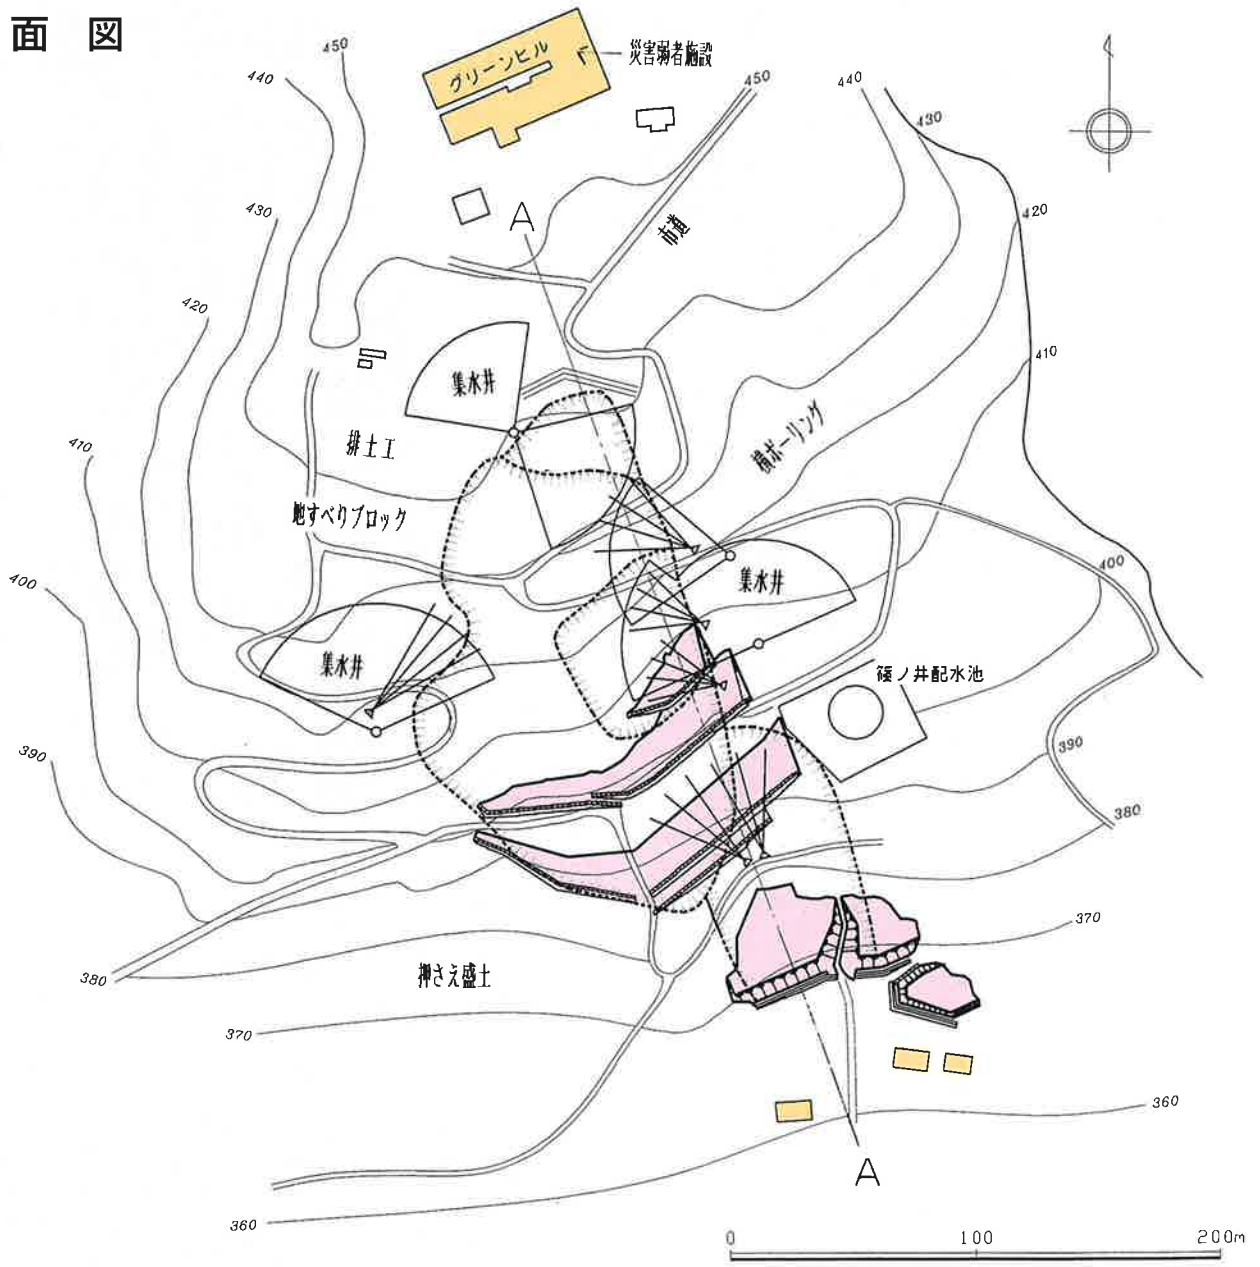 面 図
450
440
グリーンヒル
災害弱者施設
450
440
430
430
A
市道
420
420
410
集水井
410
排土工
横ボーリング
地すべりブロック
400
400
集水井
集水井
篠ノ井配水池
390
390
380
370
380
押さえ盛土
370
360
A
360
0
100
200m